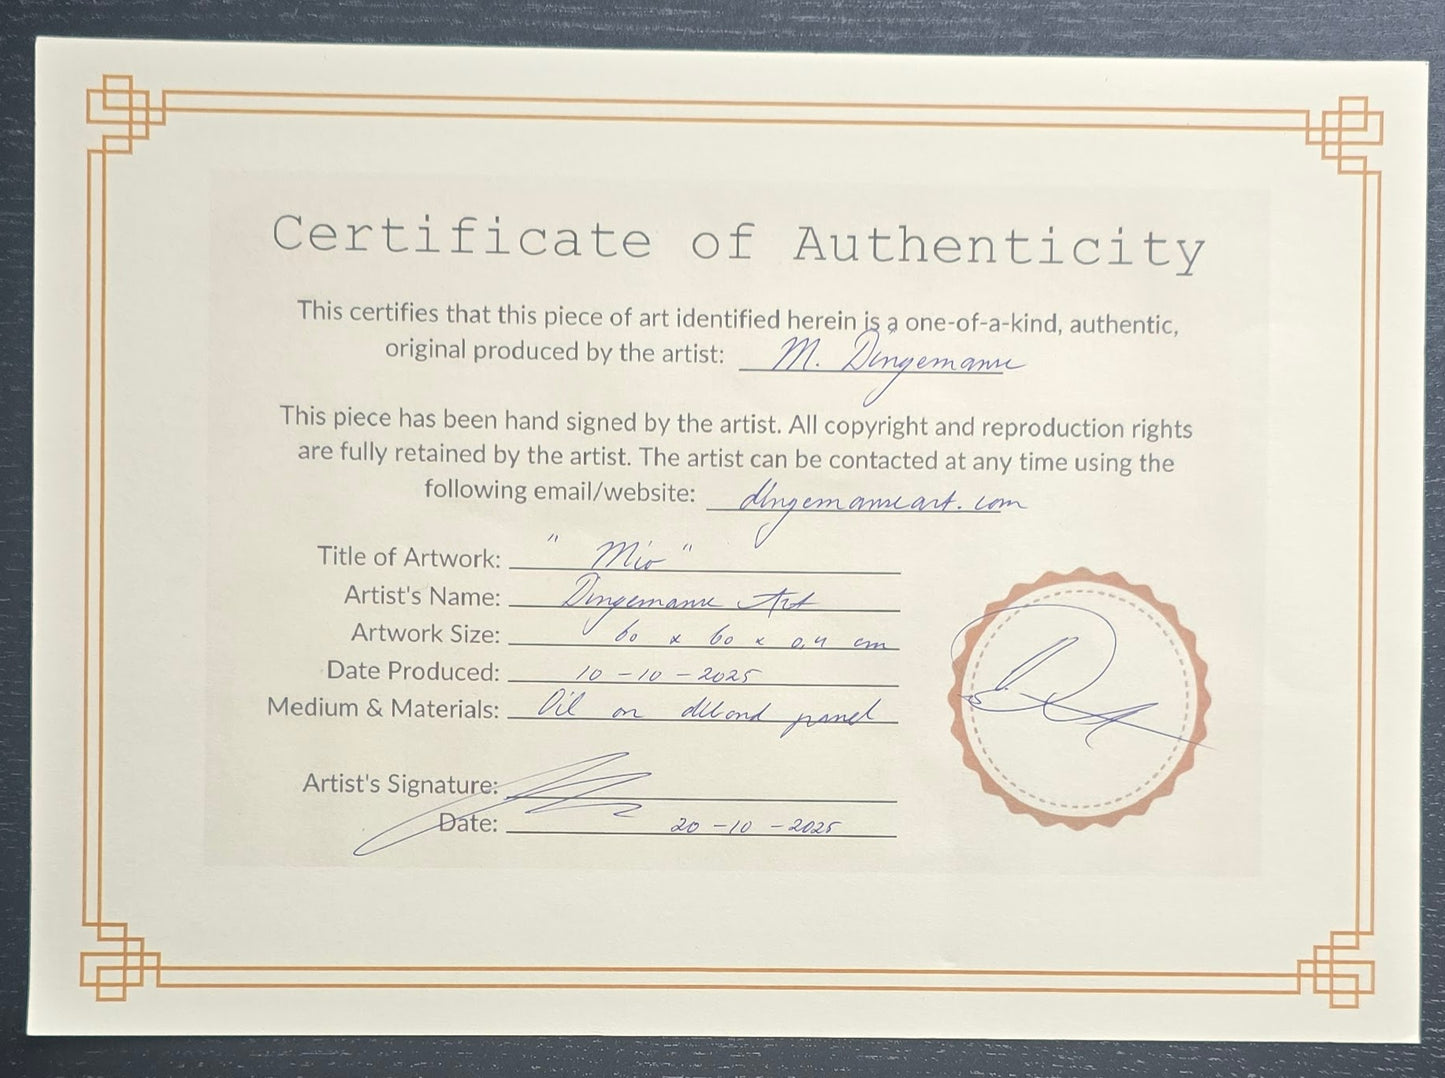 Certificate of Authenticity
This certifies that this piece of art identified herein is a one-of-a-kind, authentic,
original produced by the artist: M. Dingemanse
This piece has been hand signed by the artist. All copyright and reproduction rights
are fully retained by the artist. The artist can be contacted at any time using the
following email/website: dingemanseart.com
Title of Artwork: "Mio"
Artist's Name: Dingemanse Art
Artwork Size: 60 x 60 x 0,4 cm
Date Produced: 10-10-2025
Medium & Materials: Oil on dibond panel
Artist's Signature:
Date: 20-10-2025